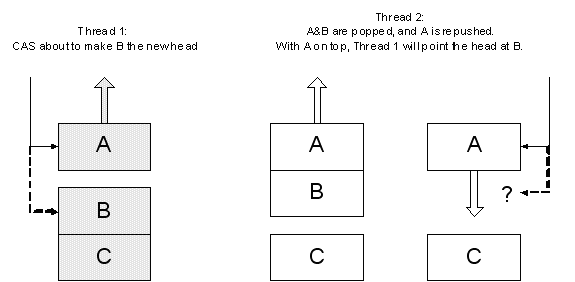 Thread 1:
CAS about to make B the new head
Thread 2:
A&B are popped, and A is repushed.
With A on top, Thread 1 will point the head at B.
A
B
C
A
B
C
A
?
C